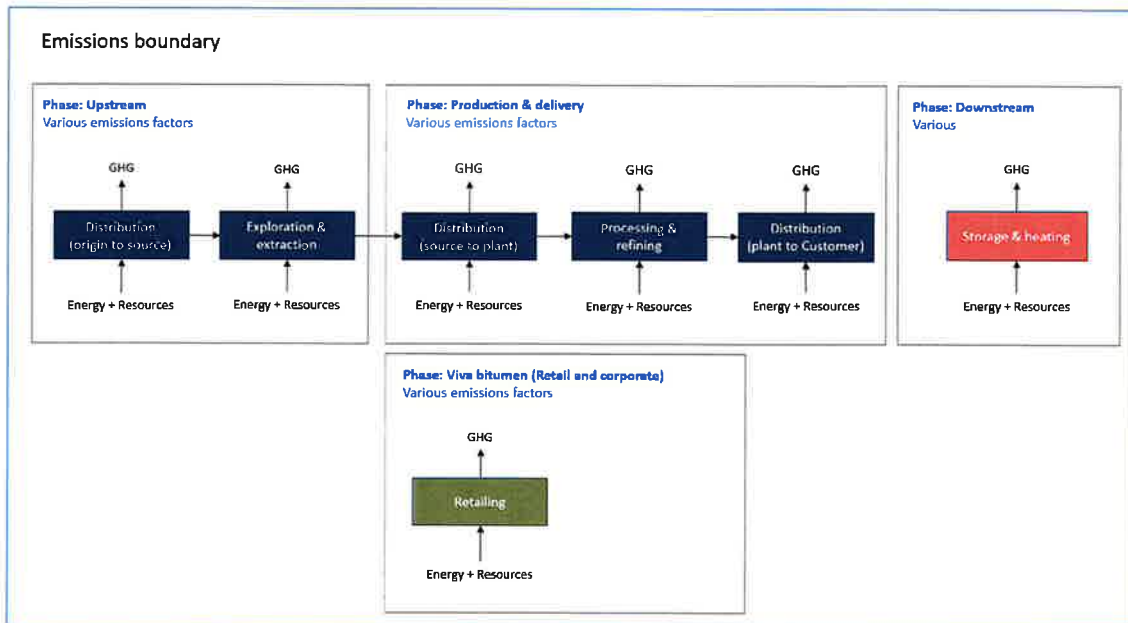 Emissions boundary
Phase: Upstream
Various emissions factors
GHG
GHG
Distribution
(origin to source)
Exploration &
extraction
Energy + Resources
Energy + Resources
Phase: Production & delivery
Various emissions factors
GHG
GHG
GHG
Distribution
(source to plant)
Processing &
refining
Distribution
(plant to Customer)
Energy + Resources
Energy + Resources
Energy + Resources
Phase: Downstream
Various
GHG
Storage & heating
Energy + Resources
Phase: Viva bitumen (Retail and corporate)
Various emissions factors
GHG
Retailing
Energy + Resources